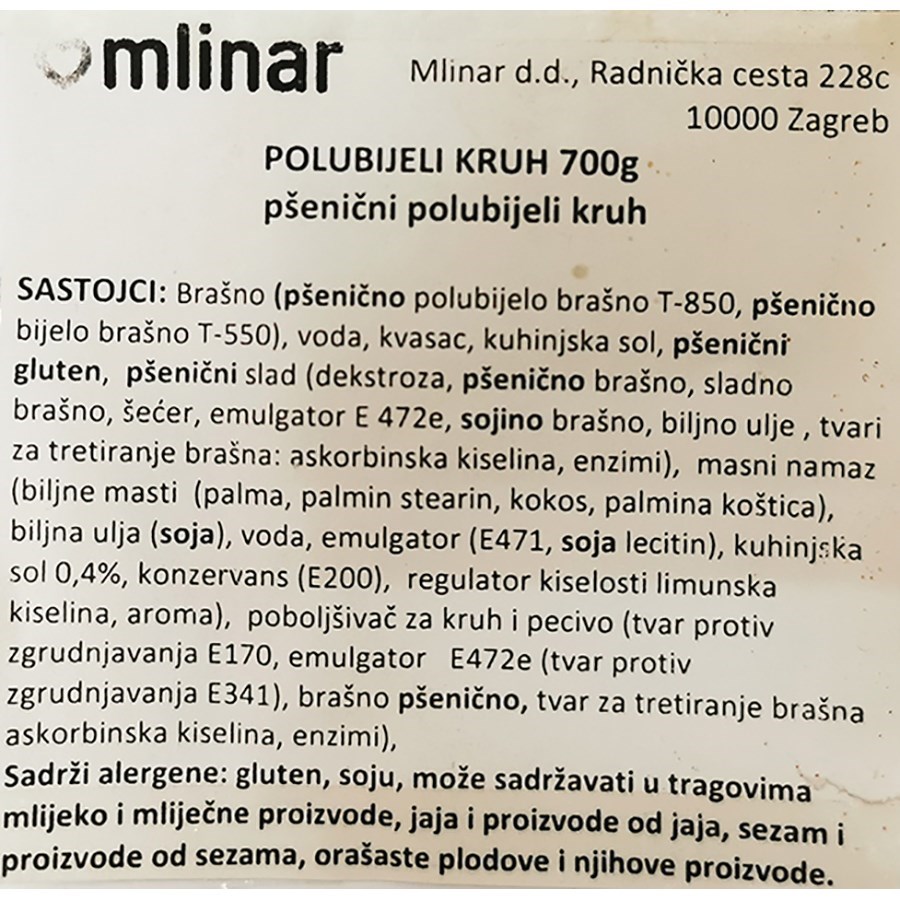 mlinar
Mlinar d.d., Radnička cesta 228c
10000 Zagreb
POLUBIJELI KRUH 700g
pšenični polubijeli kruh
SASTOJCI: Brašno (pšenično polubijelo brašno T-850, pšenično
bijelo brašno T-550), voda, kvasac, kuhinjska sol, pšenični
gluten, pšenični slad (dekstroza, pšenično brašno, sladno
brašno, šećer, emulgator E 472e, sojino brašno, biljno ulje , tvari
za tretiranje brašna: askorbinska kiselina, enzimi), masni namaz
(biljne masti (palma, palmin stearin, kokos, palmina koštica),
biljna ulja (soja), voda, emulgator (E471, soja lecitin), kuhinjska
sol 0,4%, konzervans (E200), regulator kiselosti limunska
kiselina, aroma), poboljšivač za kruh i pecivo (tvar protiv
zgrudnjavanja E170, emulgator E472e (tvar protiv
zgrudnjavanja E341), brašno pšenično, tvar za tretiranje brašna
askorbinska kiselina, enzimi),
Sadrži alergene: gluten, soju, može sadržavati u tragovima
mlijeko i mliječne proizvode, jaja i proizvode od jaja, sezam i
proizvode od sezama, orašaste plodove i njihove proizvode.